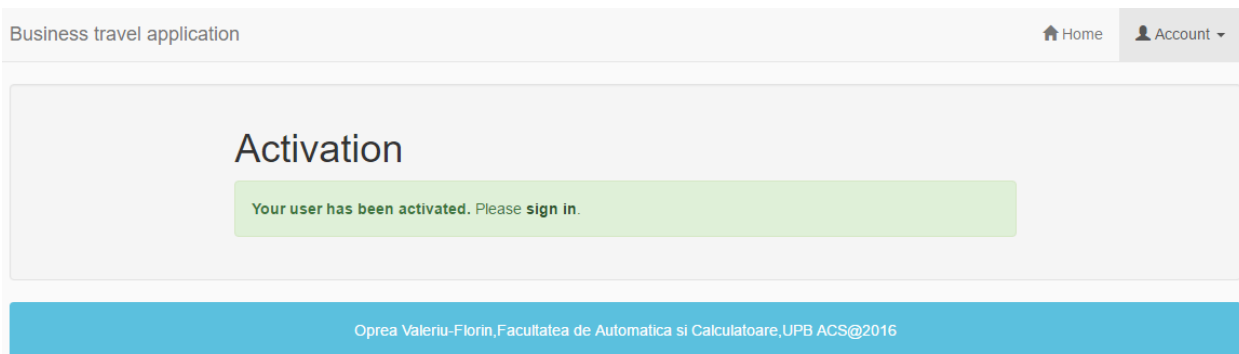 Business travel application Home Account
Activation
Your user has been activated. Please sign in.
Oprea Valeriu-Florin,Facultatea de Automatica si Calculatoare,UPB ACS@2016